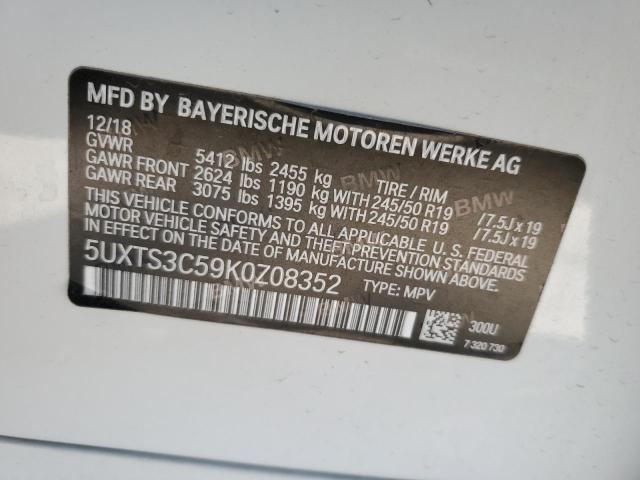 MFD BY BAYERISCHE MOTOREN WERKE AG
12/18
GVWR 5412 lbs 2455 kg TIRE / RIM
GAWR FRONT 2624 lbs 1190 kg WITH 245/50 R19 /7.5J x 19
GAWR REAR 3075 lbs 1395 kg WITH 245/50 R19 /7.5J x 19
THIS VEHICLE CONFORMS TO ALL APPLICABLE U.S. FEDERAL
MOTOR VEHICLE SAFETY AND THEFT PREVENTION STANDARDS
IN EFFECT ON THE DATE OF MANUFACTURE SHOWN ABOVE.
5UXTS3C59K0Z08352 TYPE: MPV
300U
7 320 730